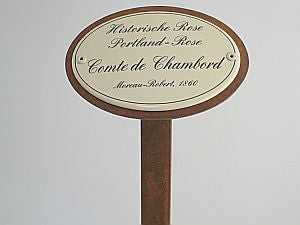 Historische Rose
Portland-Rose
Comte de Chambord
Moreau-Robert, 1860